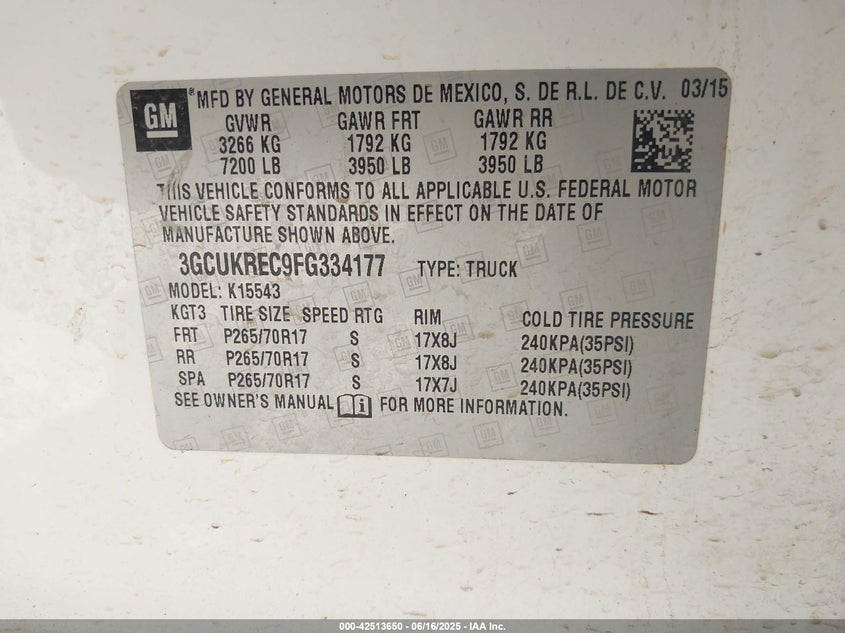 GM ® MFD BY GENERAL MOTORS DE MEXICO, S. DE R.L. DE C.V. 03/15
GVWR GAWR FRT GAWR RR
3266 KG 1792 KG 1792 KG
7200 LB 3950 LB 3950 LB
THIS VEHICLE CONFORMS TO ALL APPLICABLE U.S. FEDERAL MOTOR
VEHICLE SAFETY STANDARDS IN EFFECT ON THE DATE OF
MANUFACTURE SHOWN ABOVE.
3GCUKREC9FG334177 TYPE: TRUCK
MODEL: K15543
KGT3 TIRE SIZE SPEED RTG RIM COLD TIRE PRESSURE
FRT P265/70R17 S 17X8J 240KPA(35PSI)
RR P265/70R17 S 17X8J 240KPA(35PSI)
SPA P265/70R17 S 17X7J 240KPA(35PSI)
SEE OWNER'S MANUAL FOR MORE INFORMATION.
000-42513650 - 06/16/2025 - IAA Inc.